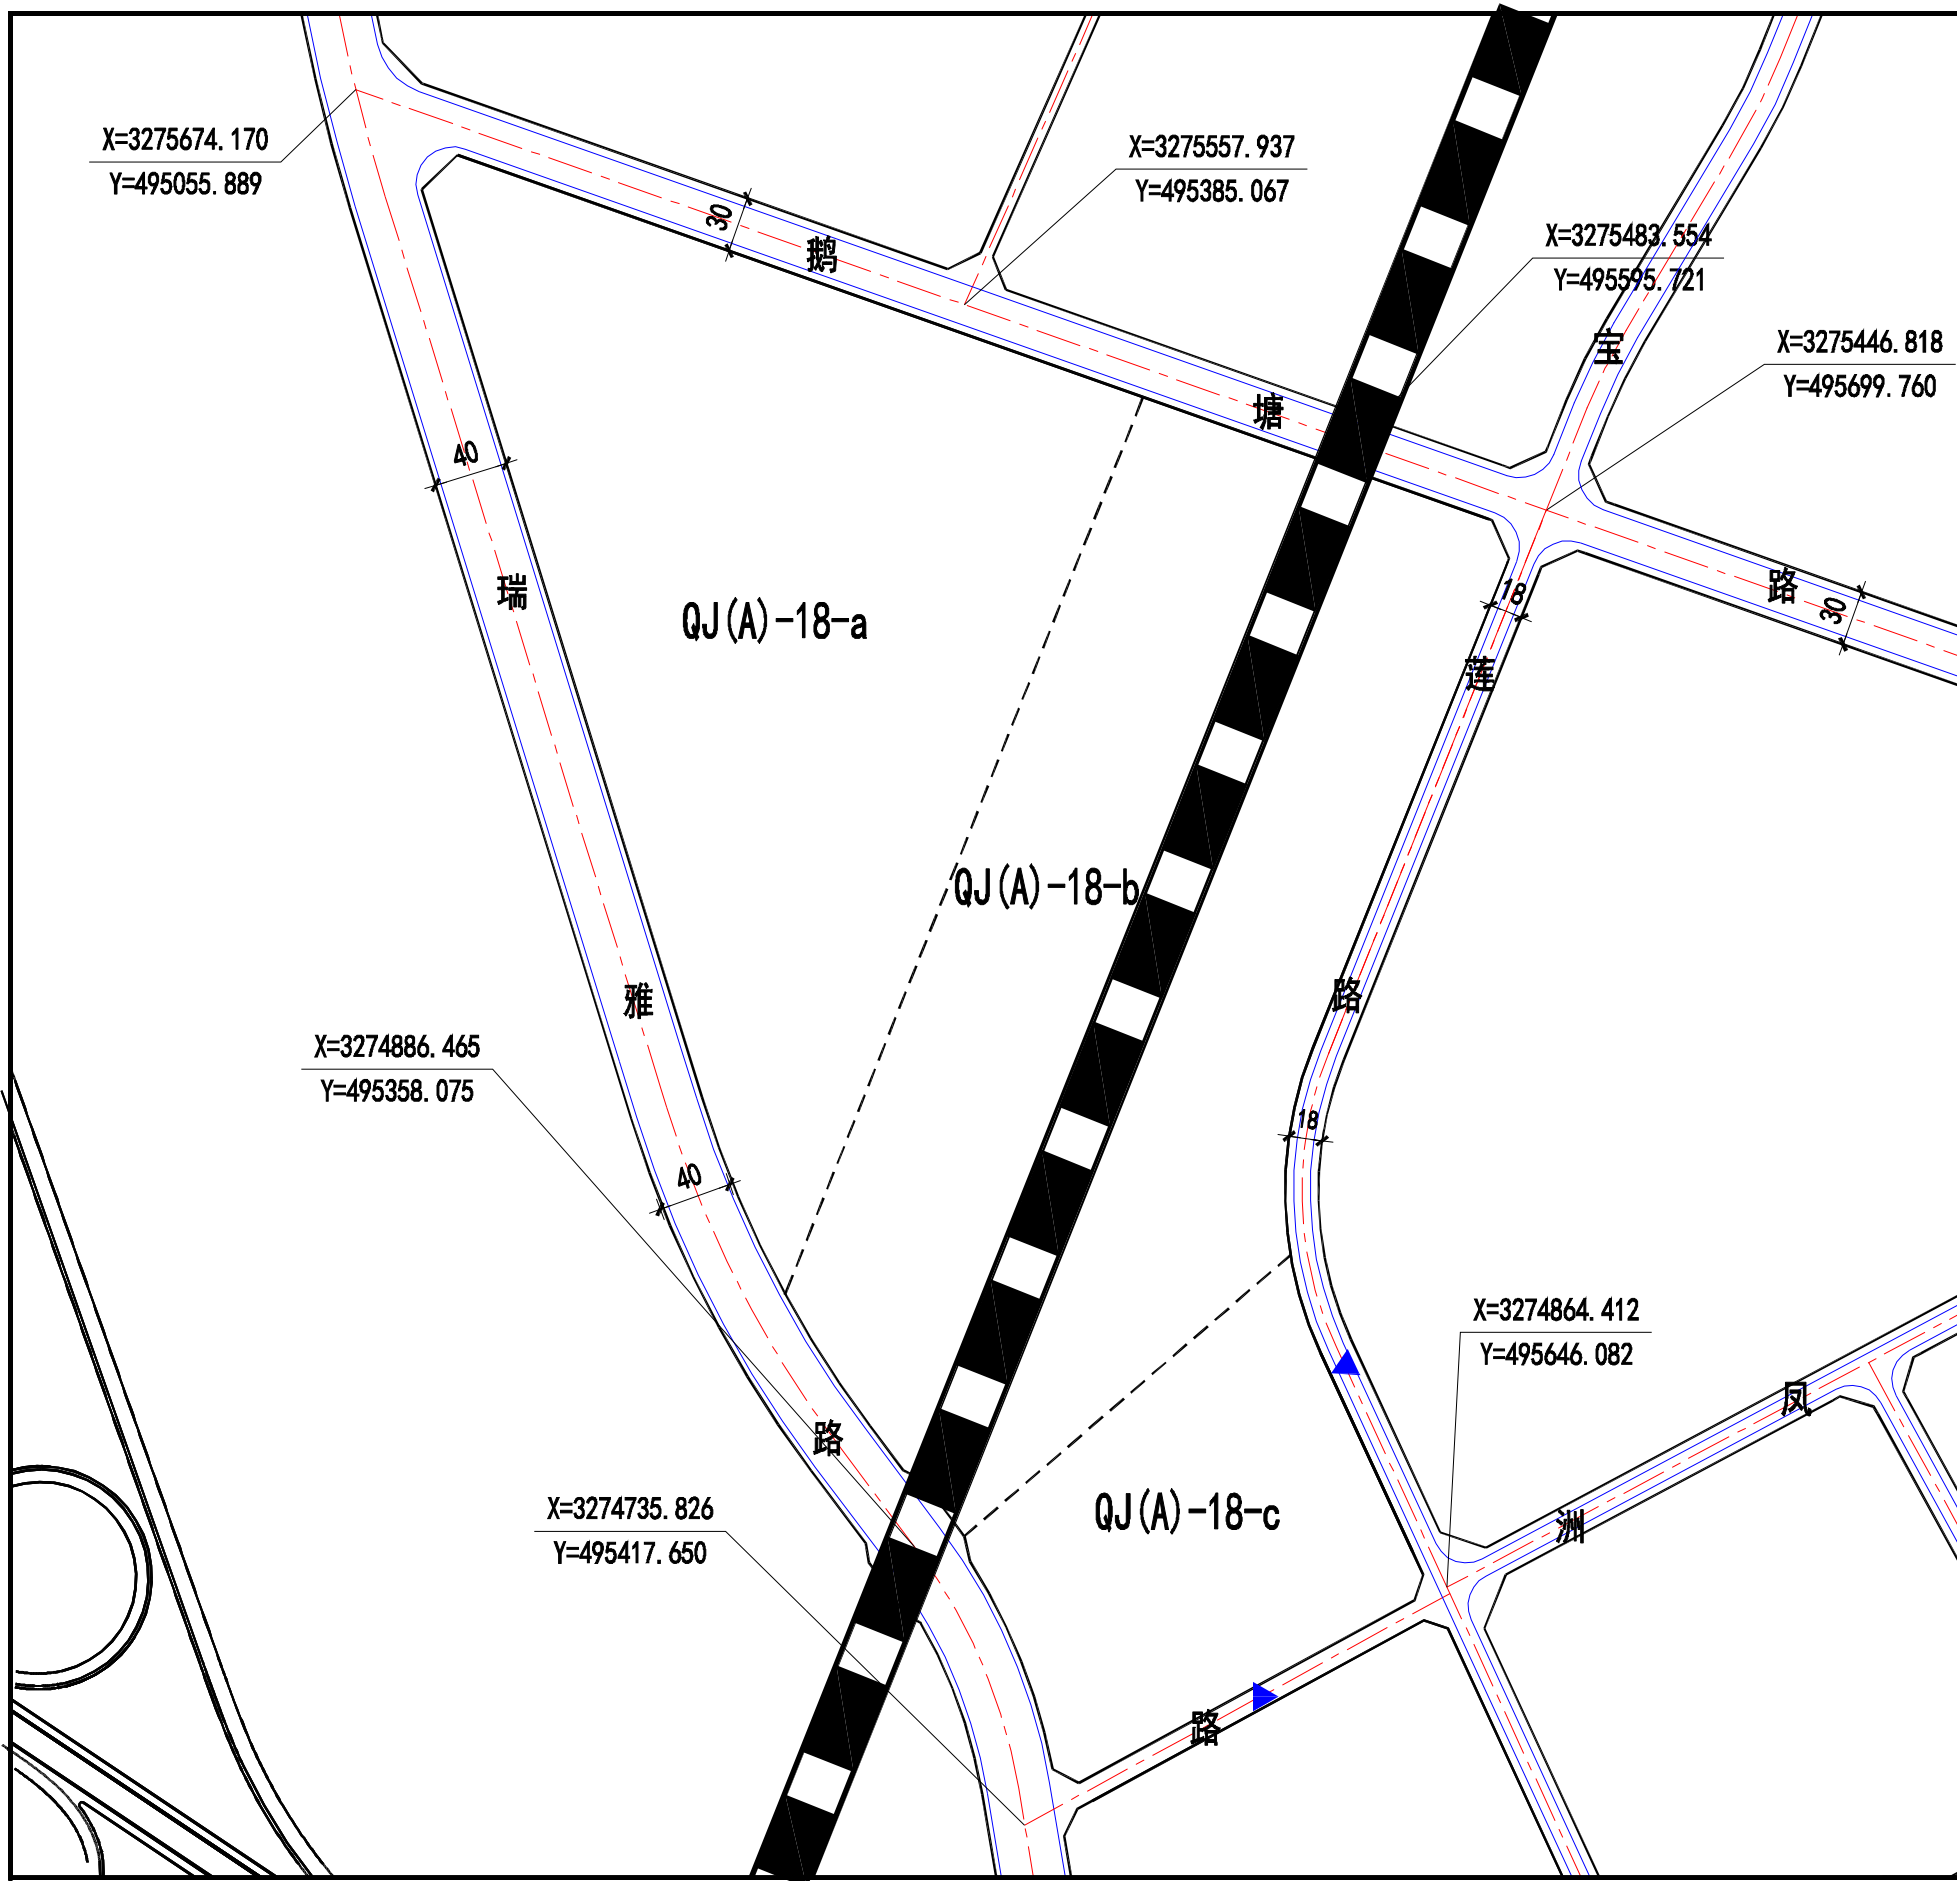 X=3275674.170
Y=495055.889
X=3275557.937
Y=495385.067
30
鹅
X=3275483.554
Y=495595.721
宝
X=3275446.818
Y=495699.760
塘
40
瑞
QJ(A)-18-a
18
路
30
莲
QJ(A)-18-b
雅
路
X=3274886.465
Y=495358.075
18
40
X=3274864.412
Y=495646.082
凤
路
QJ(A)-18-c
洲
X=3274735.826
Y=495417.650
路